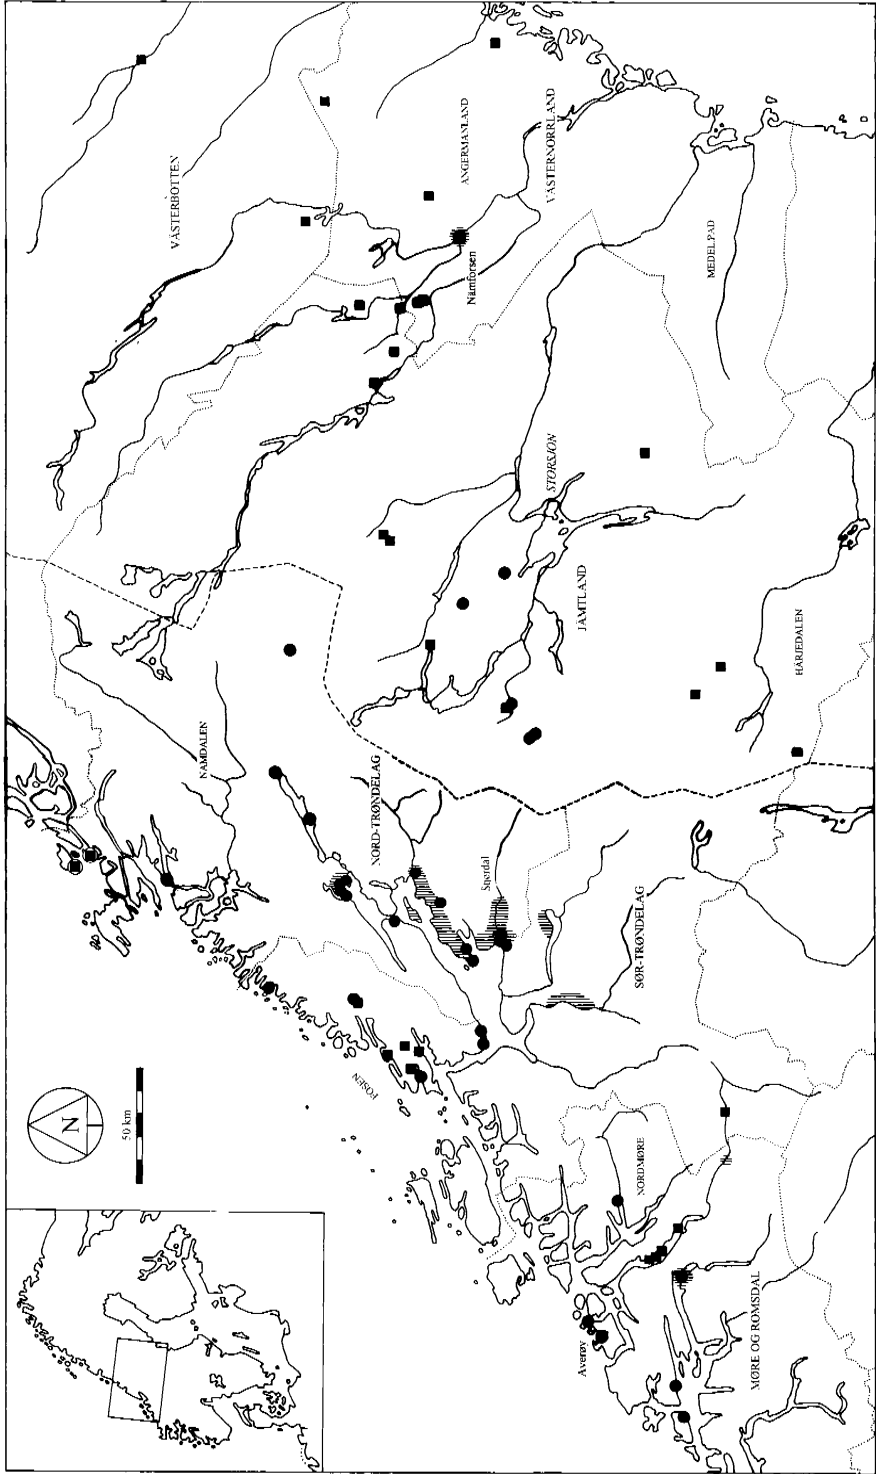 VÄSTERBOTTEN
ÅNGERMANLAND
VÄSTERNORRLAND
Nämforsen
MEDELPAD
STORSJÖN
JÄMTLAND
HÄRJEDALEN
NAMDALEN
NORD-TRØNDELAG
SØR-TRØNDELAG
FOSEN
N
50 km
NORDMØRE
Averøy
MØRE OG ROMSDAL